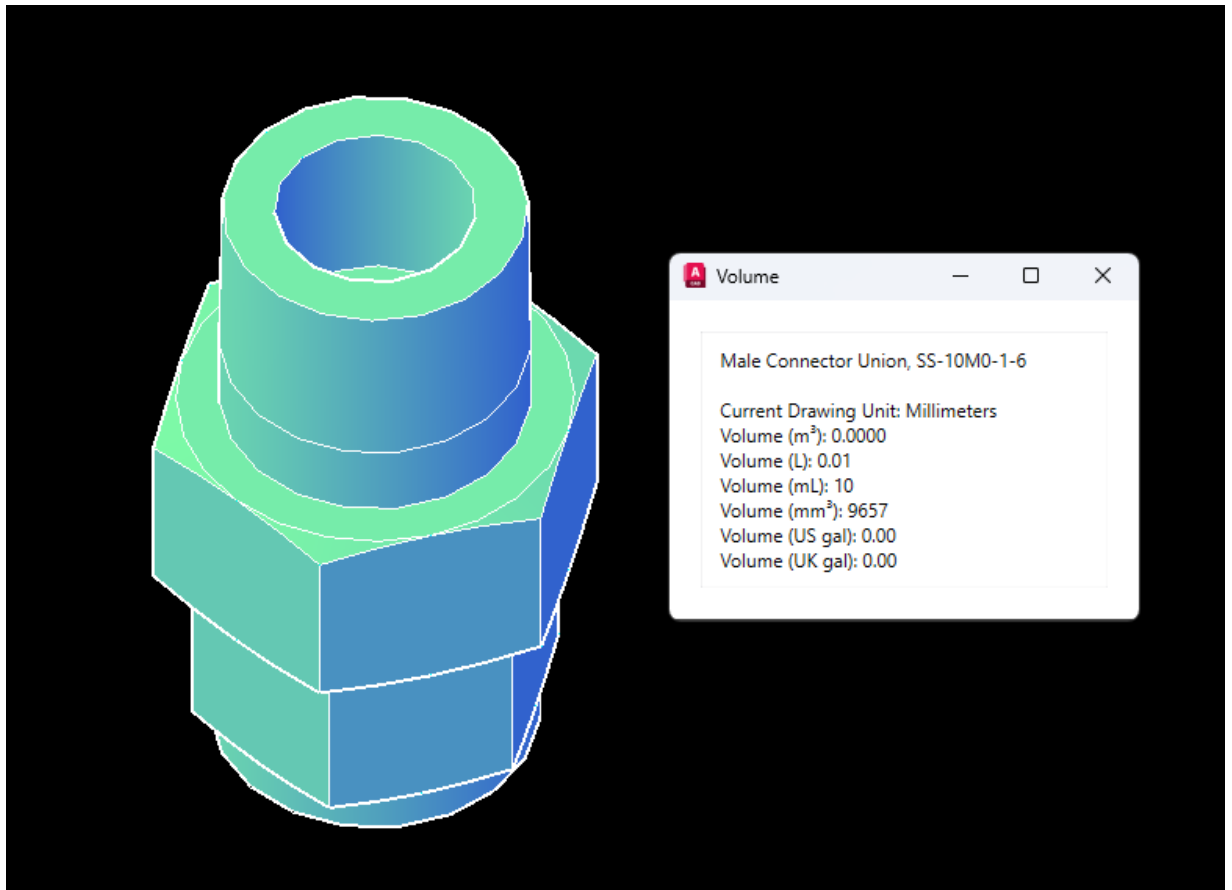 A
CAD
Volume
Male Connector Union, SS-10M0-1-6
Current Drawing Unit: Millimeters
Volume (m³): 0.0000
Volume (L): 0.01
Volume (mL): 10
Volume (mm³): 9657
Volume (US gal): 0.00
Volume (UK gal): 0.00